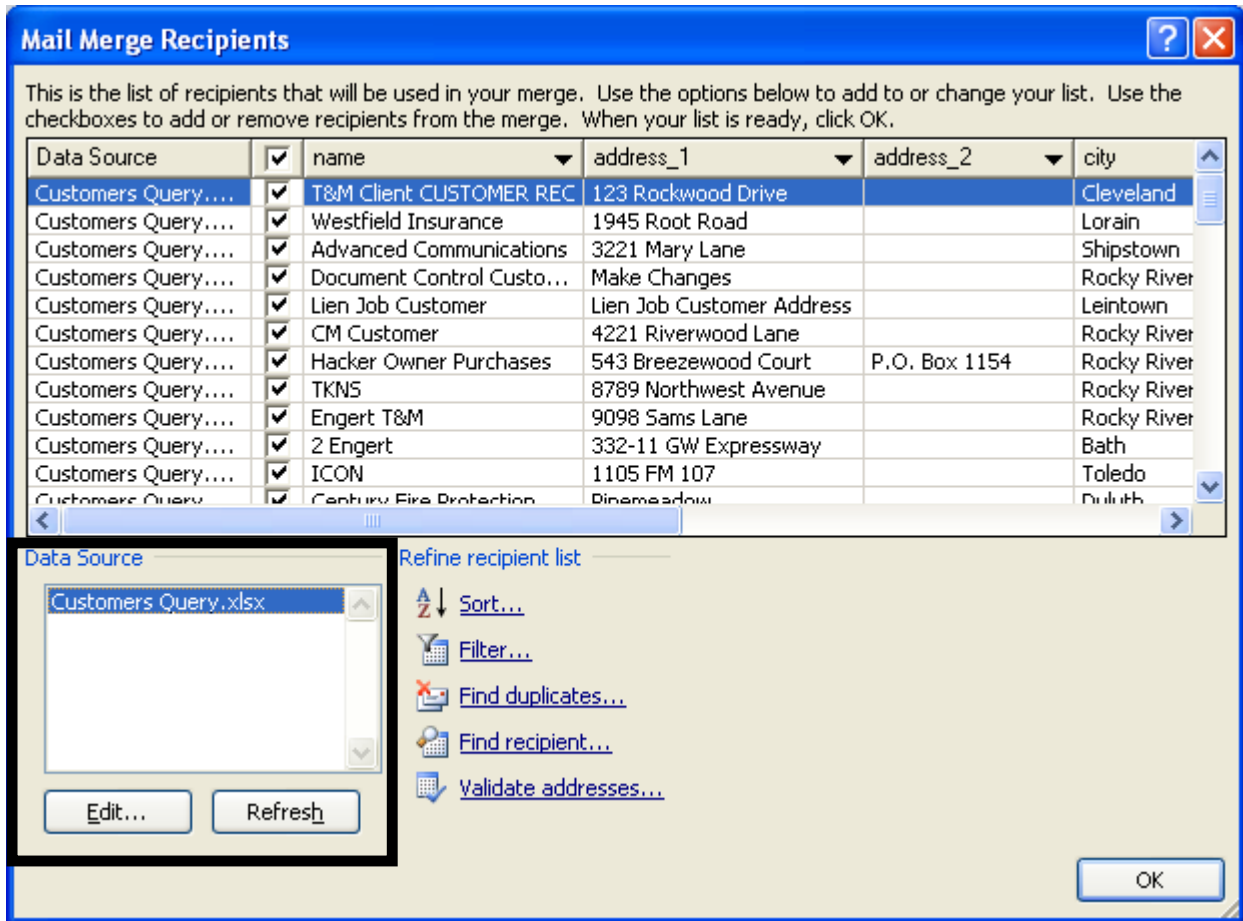 Mail Merge Recipients
This is the list of recipients that will be used in your merge. Use the options below to add to or change your list. Use the
checkboxes to add or remove recipients from the merge. When your list is ready, click OK.
Data Source name address_1 address_2 city
Customers Query.... T&M Client CUSTOMER REC 123 Rockwood Drive Cleveland
Customers Query.... Westfield Insurance 1945 Root Road Lorain
Customers Query.... Advanced Communications 3221 Mary Lane Shipstown
Customers Query.... Document Control Custo... Make Changes Rocky River
Customers Query.... Lien Job Customer Lien Job Customer Address Leintown
Customers Query.... CM Customer 4221 Riverwood Lane Rocky River
Customers Query.... Hacker Owner Purchases 543 Breezewood Court P.O. Box 1154 Rocky River
Customers Query.... TKNS 8789 Northwest Avenue Rocky River
Customers Query.... Engert T&M 9098 Sams Lane Rocky River
Customers Query.... 2 Engert 332-11 GW Expressway Bath
Customers Query.... ICON 1105 FM 107 Toledo
Customers Query.... Century Fire Protection Pinemeadow Duluth
Data Source Refine recipient list
Customers Query.xlsx
Sort...
Filter...
Find duplicates...
Find recipient...
Validate addresses...
Edit... Refresh
OK